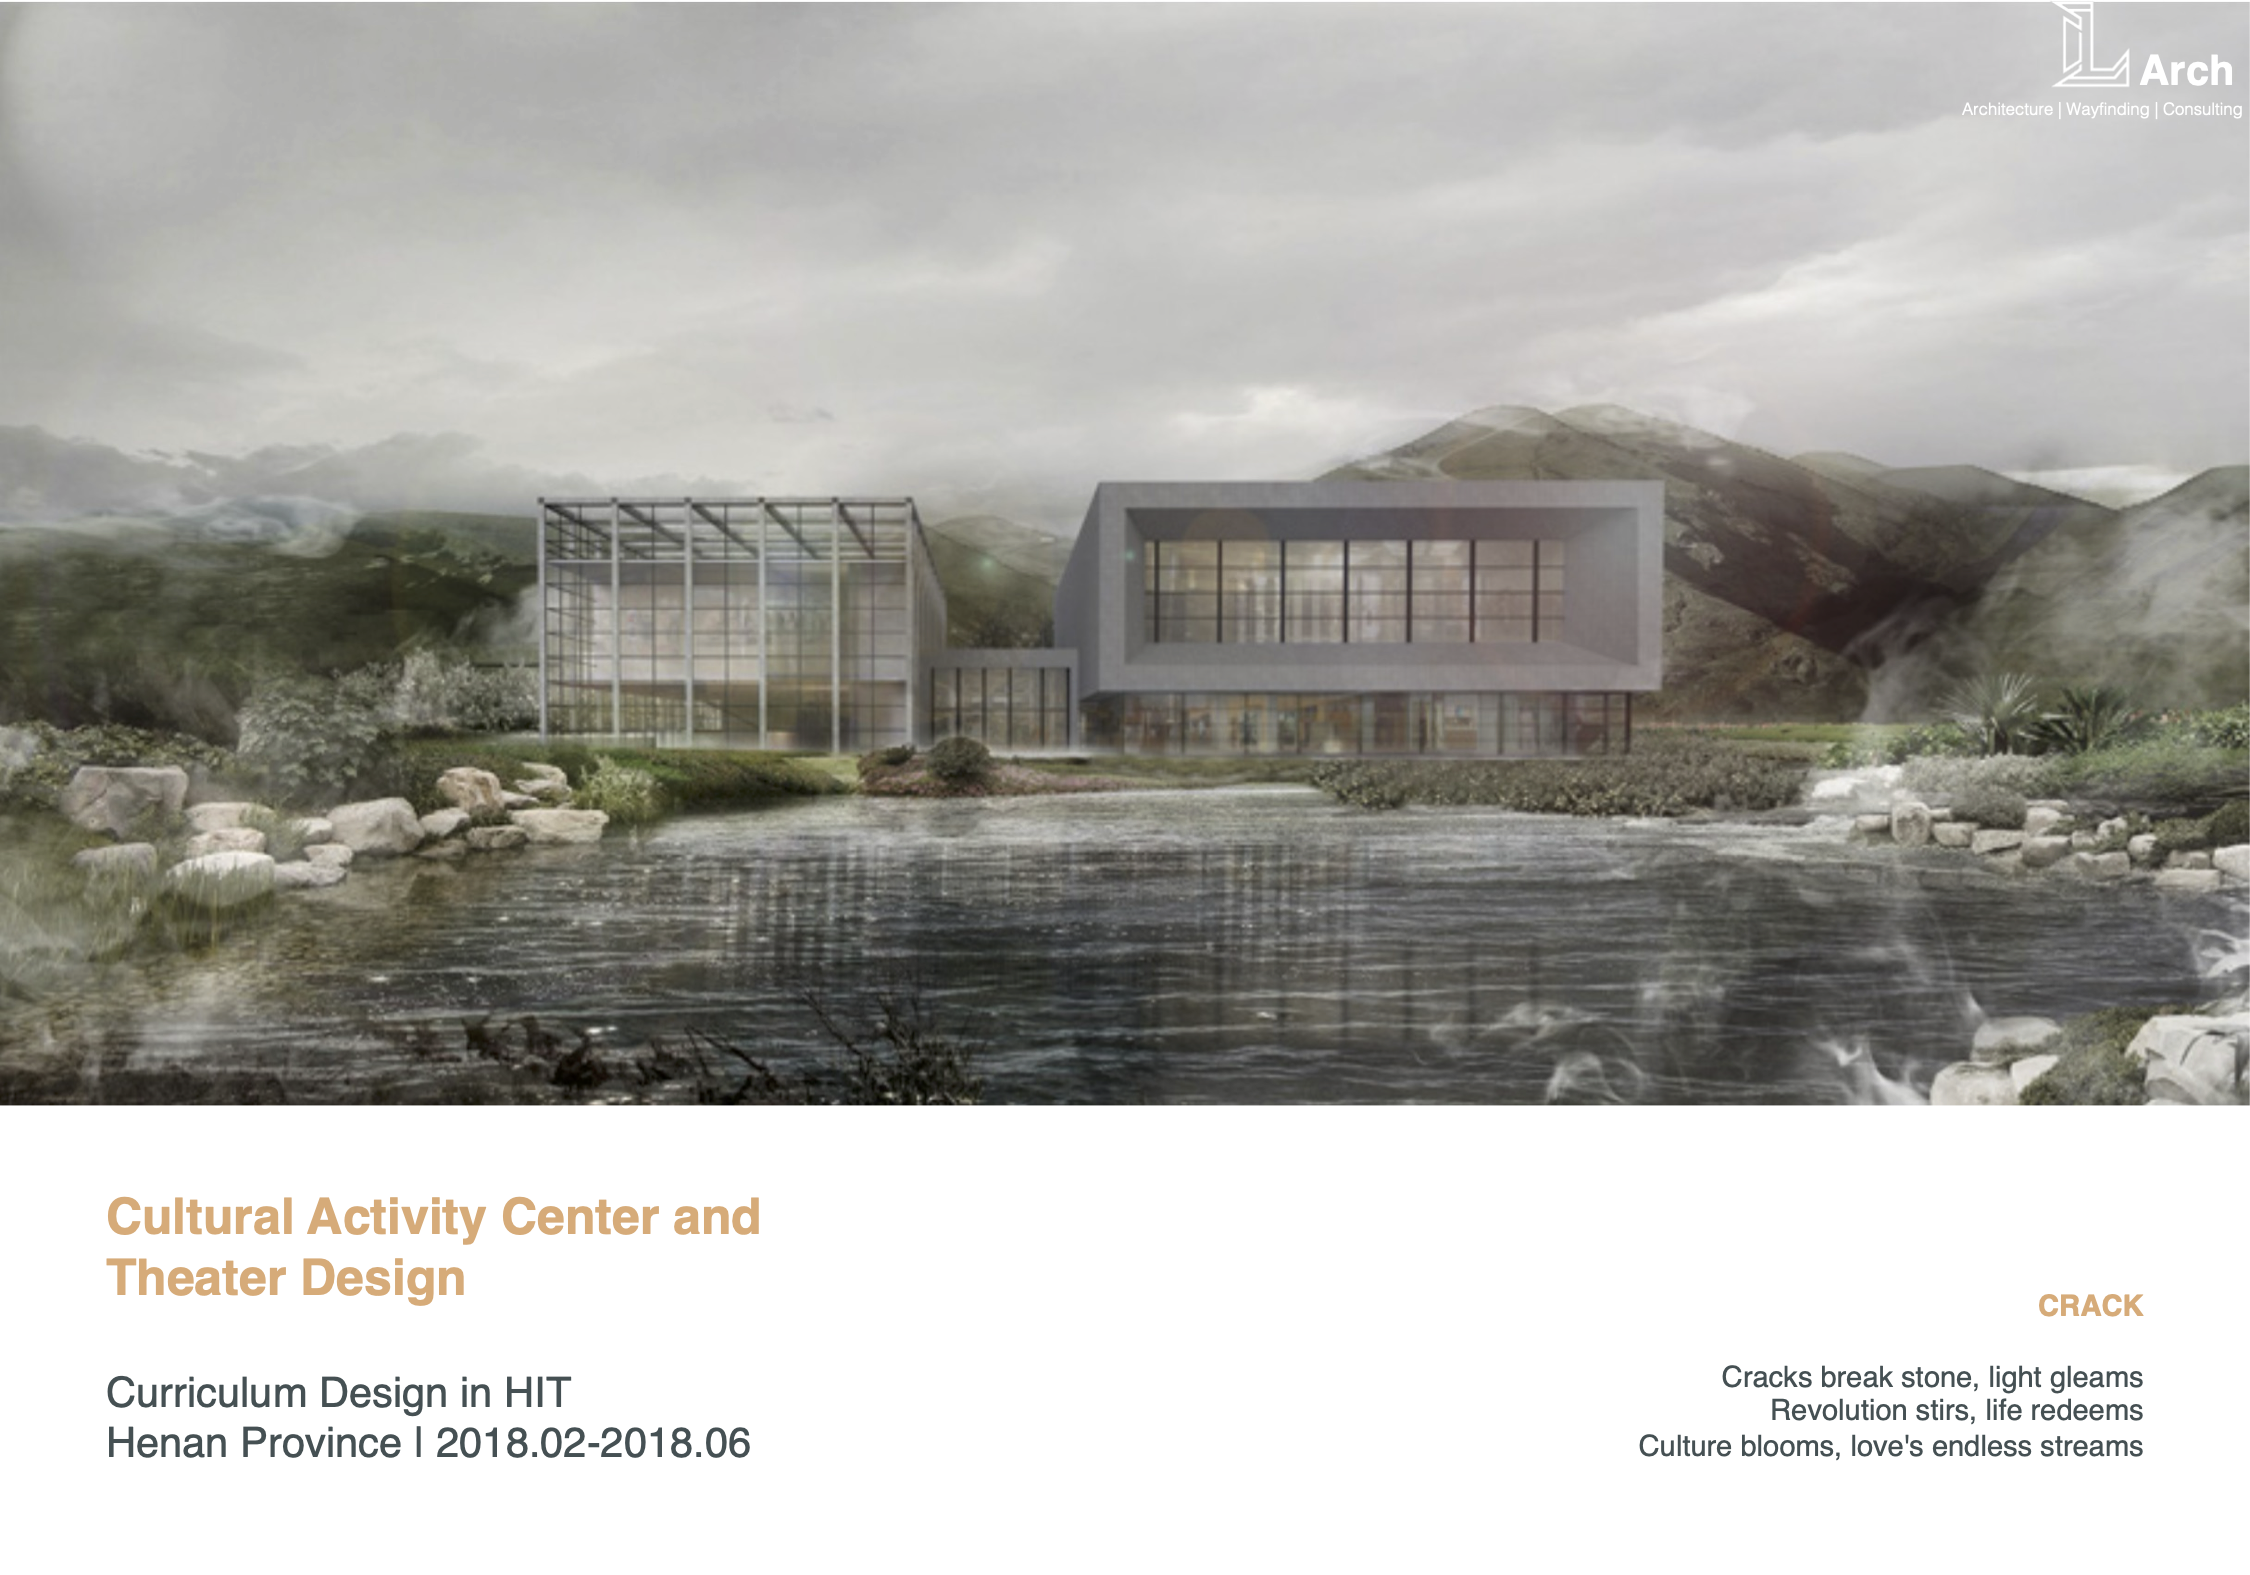 L Arch
Architecture | Wayfinding | Consulting
Cultural Activity Center and
Theater Design
Curriculum Design in HIT
Henan Province | 2018.02-2018.06
CRACK
Cracks break stone, light gleams
Revolution stirs, life redeems
Culture blooms, love's endless streams